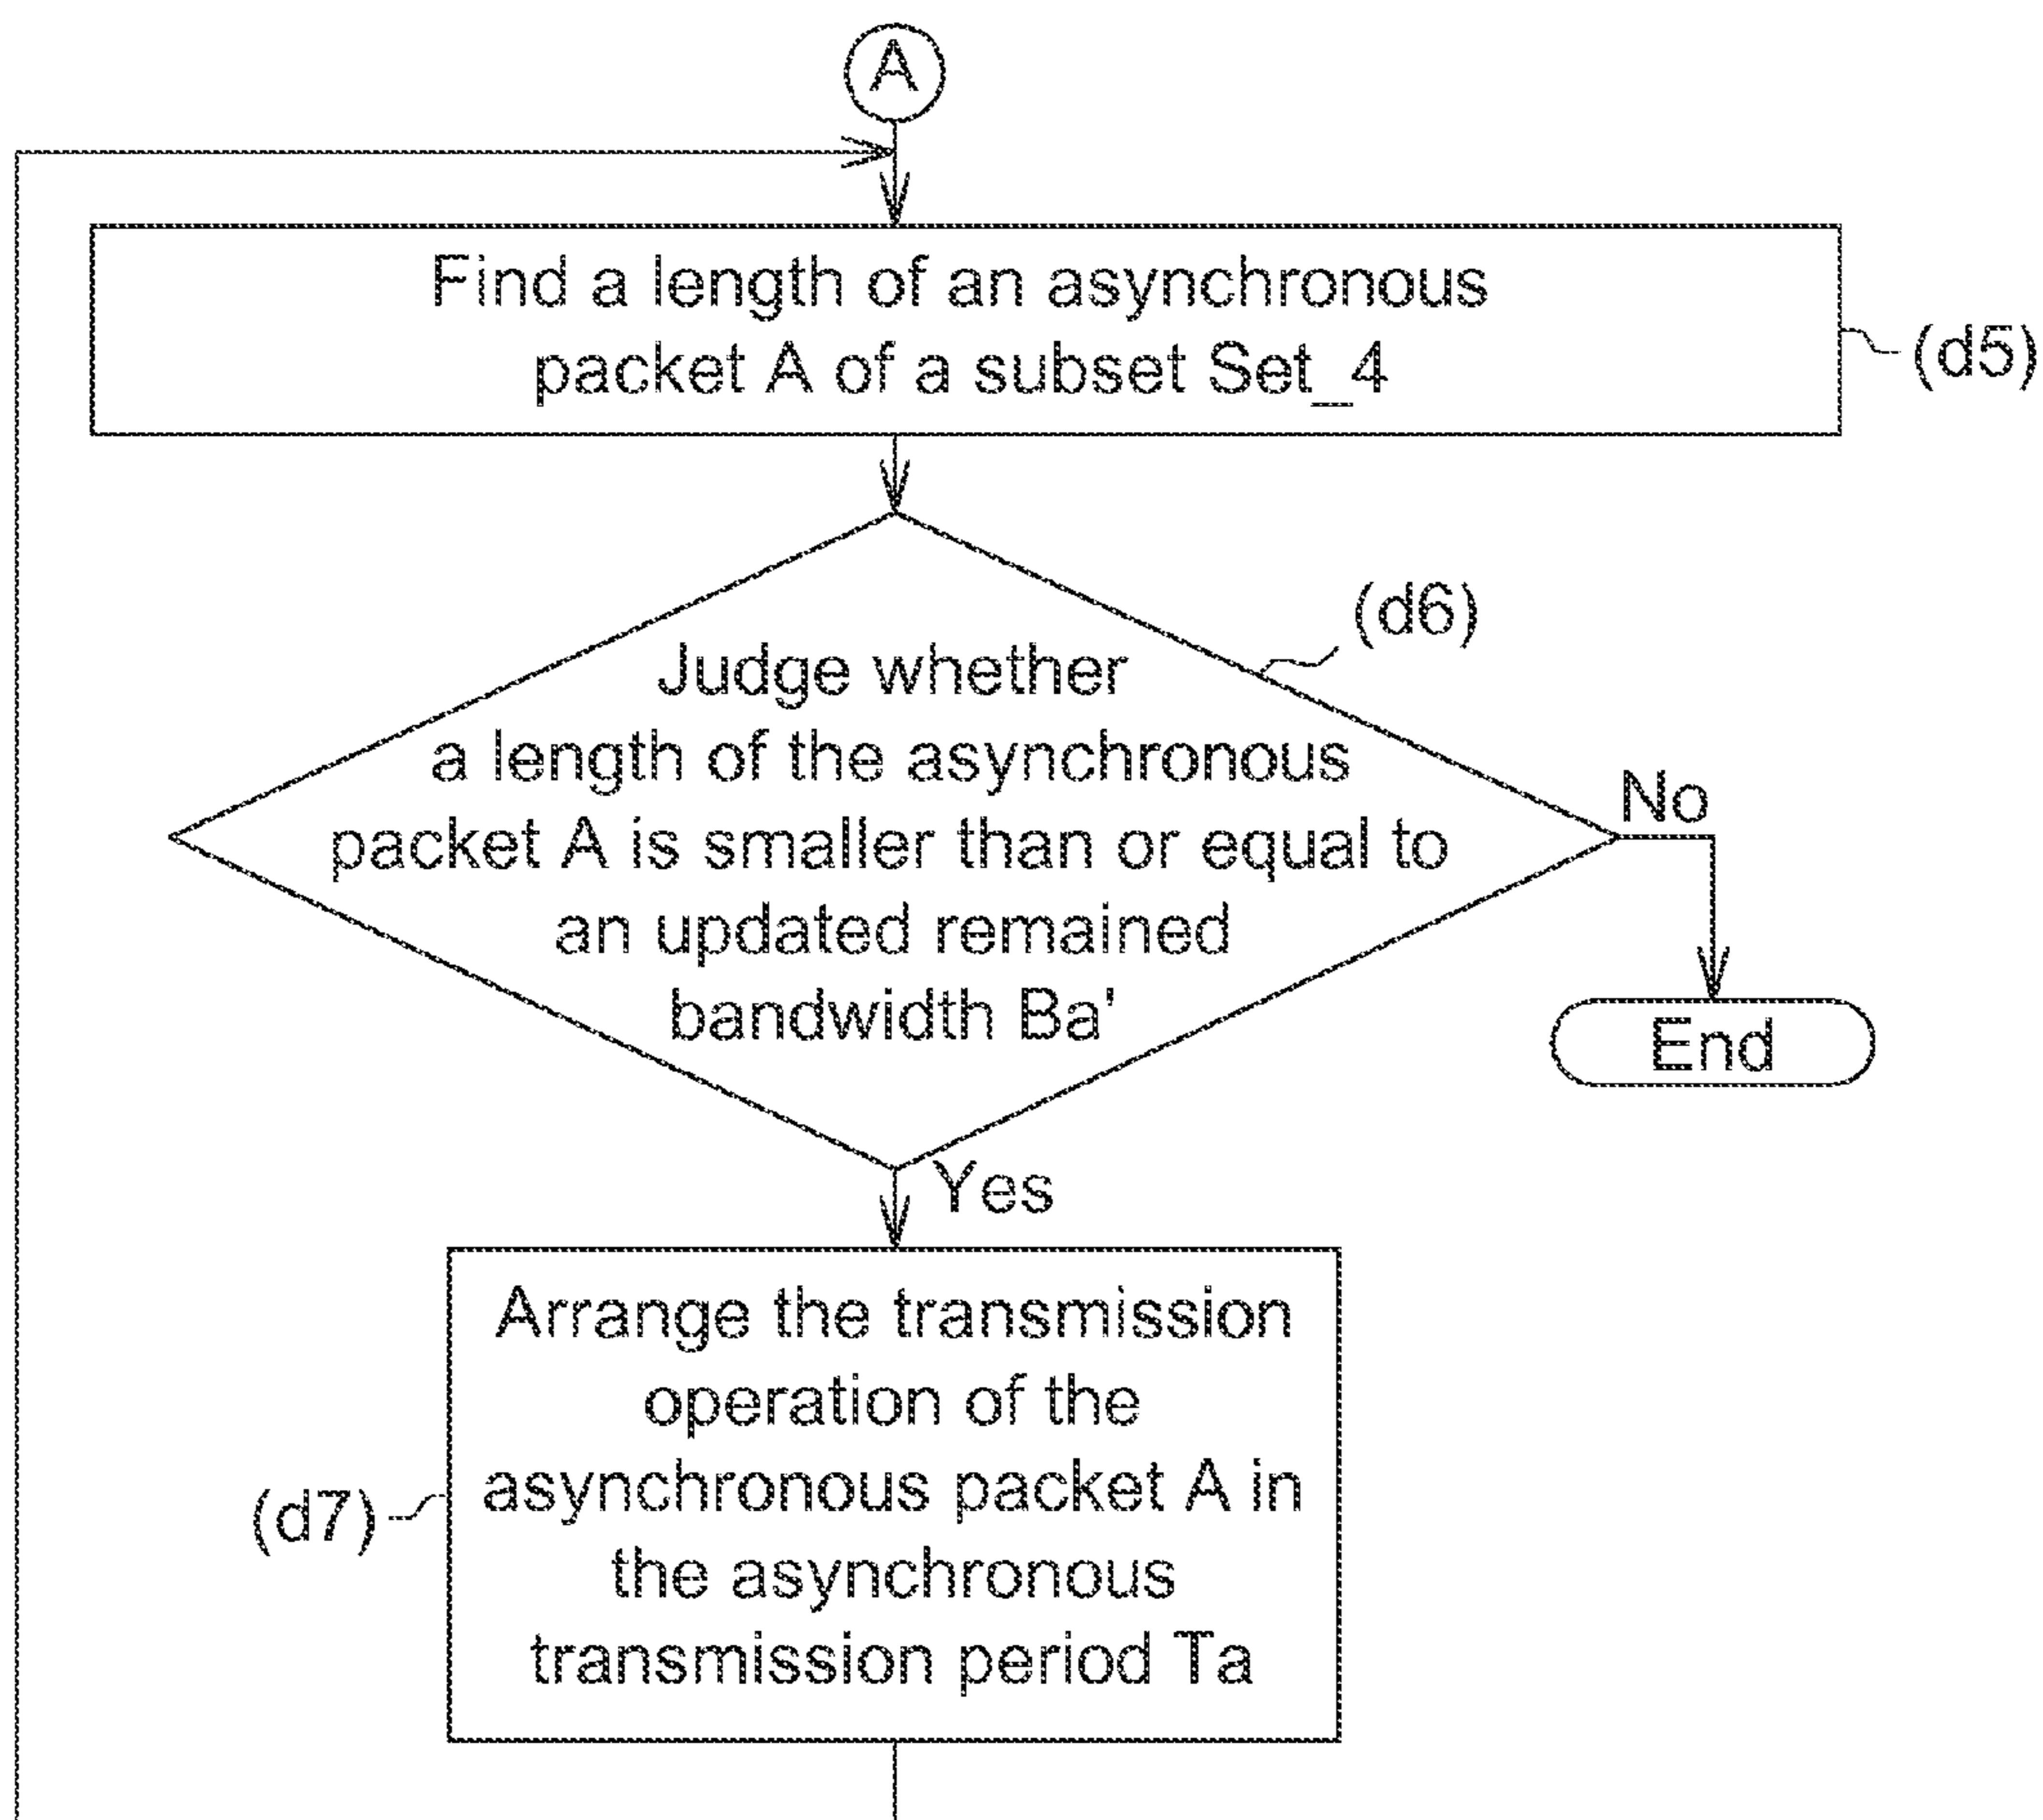 A
Find a length of an asynchronous
packet A of a subset Set_4
(d5)
(d6)
Judge whether
a length of the asynchronous
packet A is smaller than or equal to
an updated remained
bandwidth Ba'
No
End
Yes
Arrange the transmission
operation of the
asynchronous packet A in
the asynchronous
transmission period Ta
(d7)